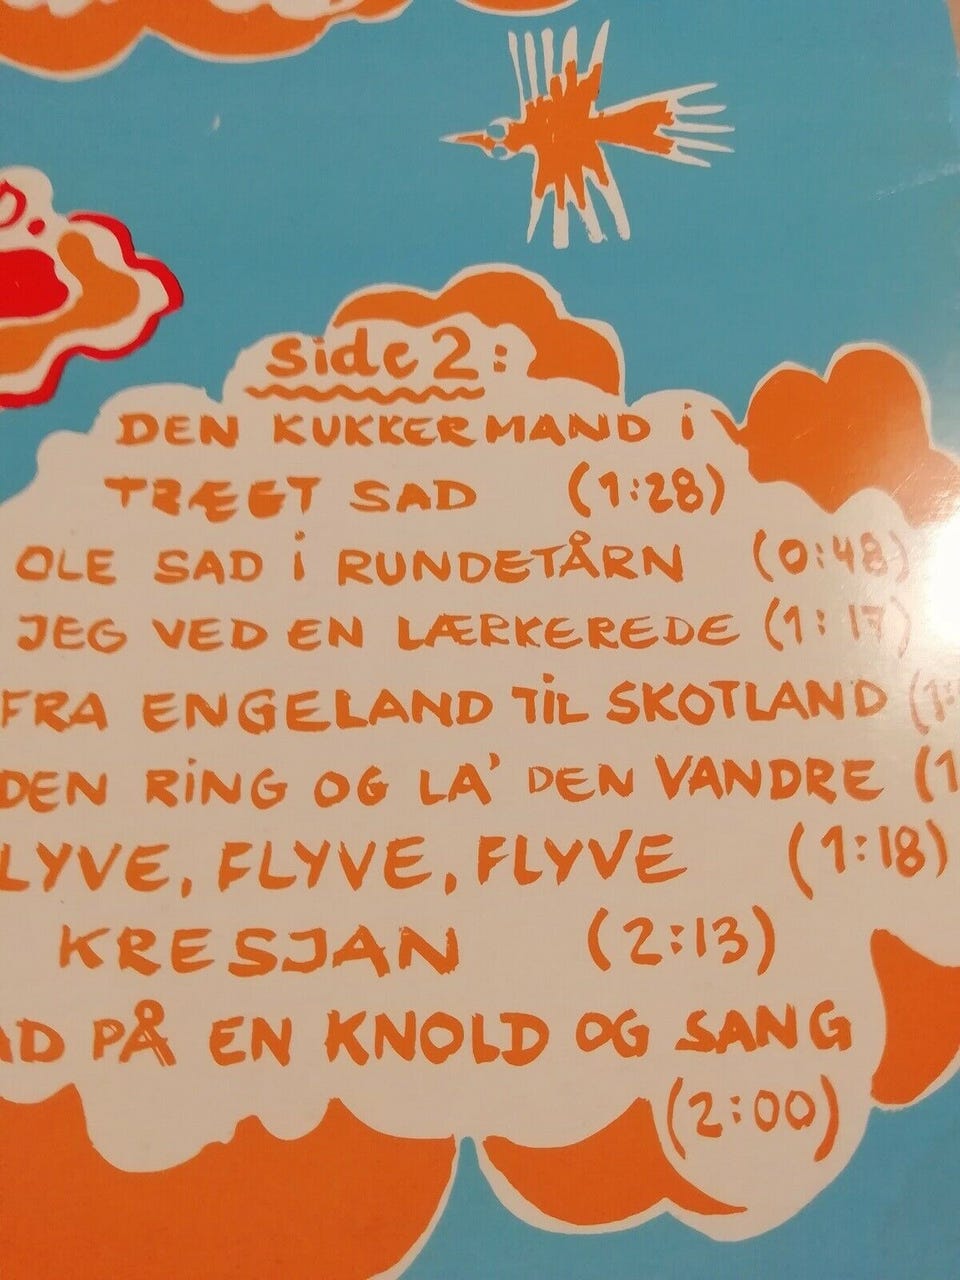 side 2:
DEN KUKKERMAND i
TRÆET SAD (1:28)
OLE SAD i RUNDETÅRN (0:48)
JEG VED EN LÆRKEREDE (1:17)
FRA ENGELAND TiL SKOTLAND (1:
DEN RiNG OG LA' DEN VANDRE (1
LYVE, FLYVE, FLYVE (1:18)
KRESJAN (2:13)
AD PÅ EN KNOLD OG SANG
(2:00)